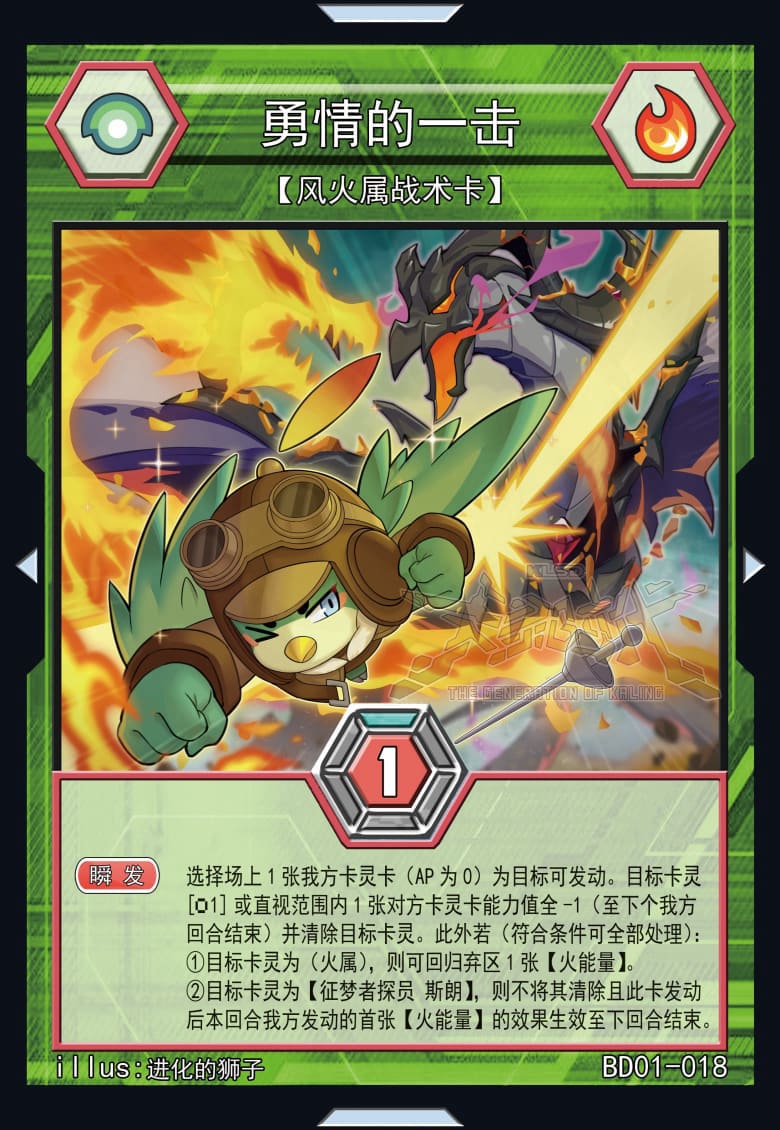 勇情的一击
【风火属战术卡】
THE GENERATION OF KALING
1
瞬发
选择场上1张我方卡灵卡（AP为0）为目标可发动。目标卡灵
[1] 或直视范围内1张对方卡灵卡能力值全-1（至下个我方
回合结束）并清除目标卡灵。此外若（符合条件可全部处理）：
①目标卡灵为（火属），则可回归弃区1张【火能量】。
②目标卡灵为【征梦者探员 斯朗】，则不将其清除且此卡发动
后本回合我方发动的首张【火能量】的效果生效至下回合结束。
illus:进化的狮子
BD01-018